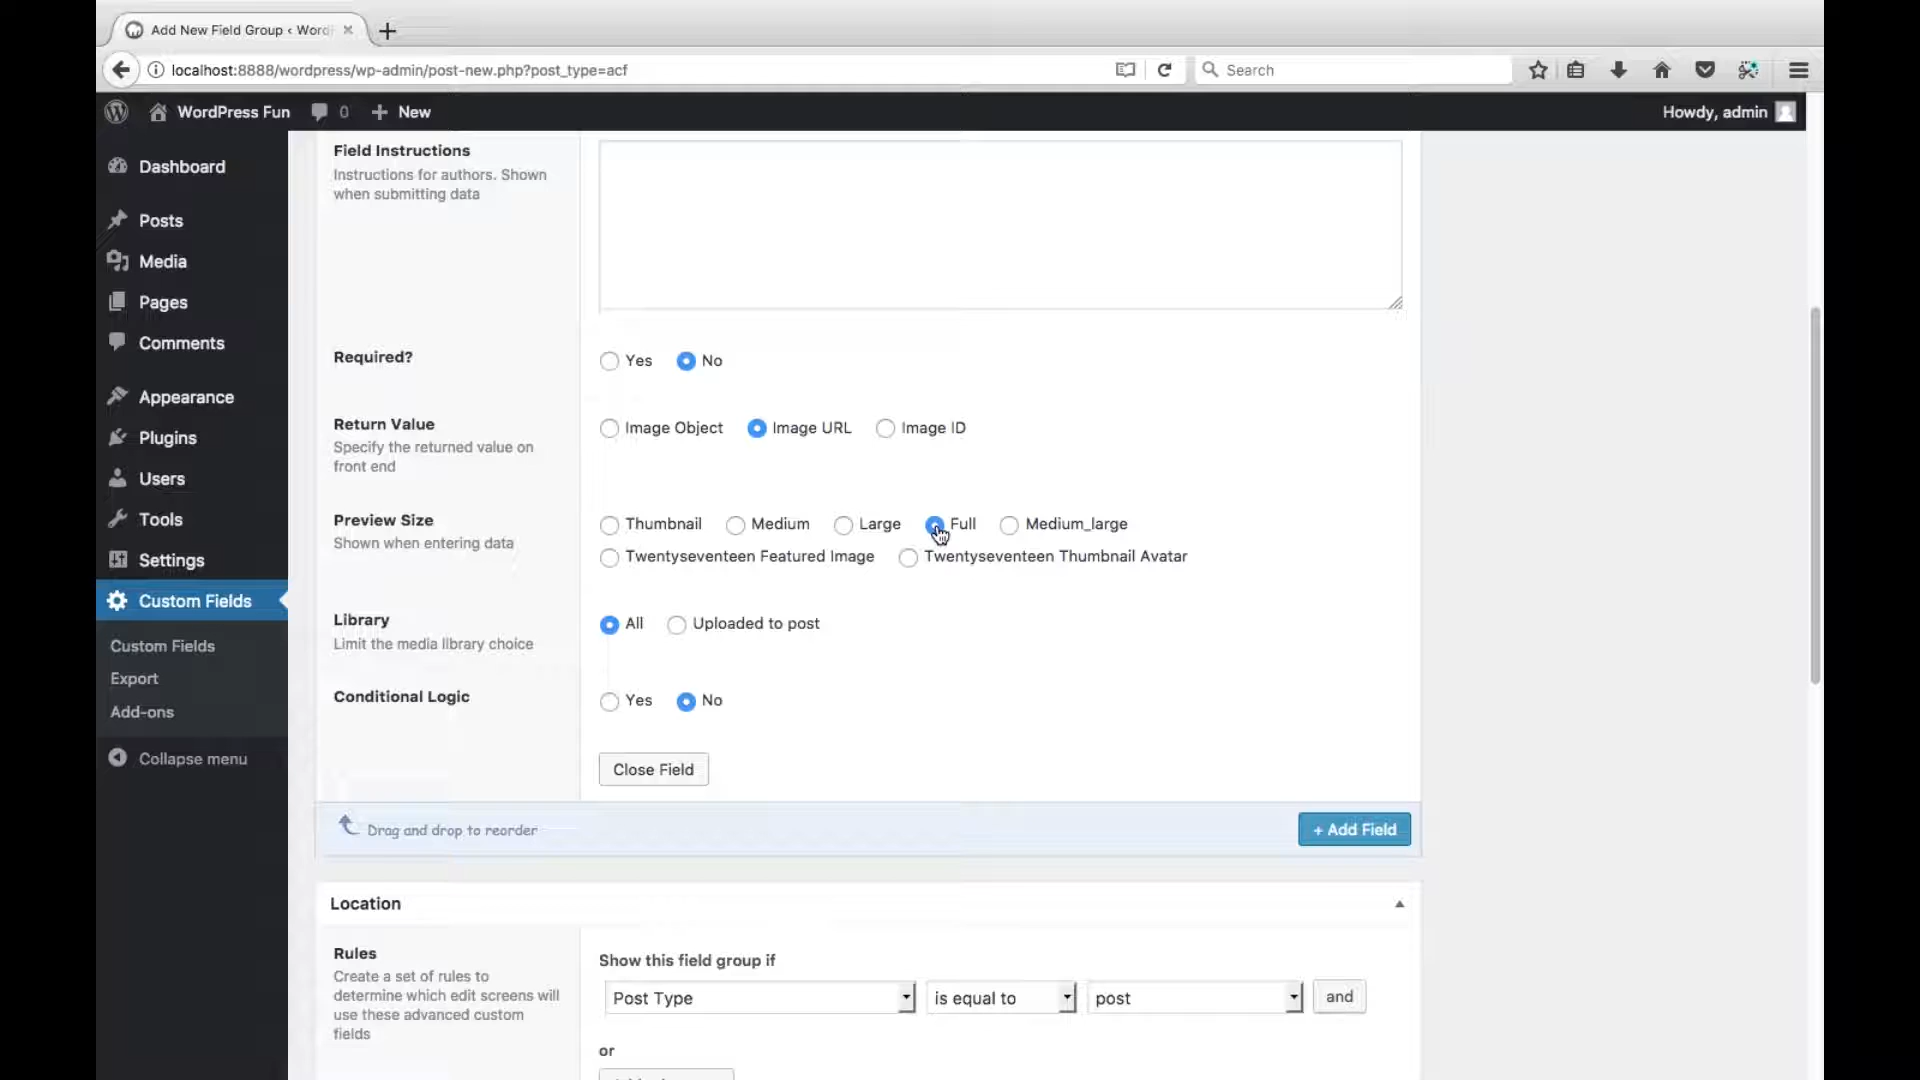 Add New Field Group ‹ Word
localhost:8888/wordpress/wp-admin/post-new.php?post_type=acf
Search
WordPress Fun
0
New
Howdy, admin
Dashboard
Posts
Media
Pages
Comments
Appearance
Plugins
Users
Tools
Settings
Custom Fields
Custom Fields
Export
Add-ons
Collapse menu
Field Instructions
Instructions for authors. Shown
when submitting data
Required?
Yes No
Return Value
Specify the returned value on
front end
Image Object Image URL Image ID
Preview Size
Shown when entering data
Thumbnail Medium Large Full Medium_large
Twentyseventeen Featured Image Twentyseventeen Thumbnail Avatar
Library
Limit the media library choice
All Uploaded to post
Conditional Logic
Yes No
Close Field
Drag and drop to reorder
+ Add Field
Location
Rules
Create a set of rules to
determine which edit screens will
use these advanced custom
fields
Show this field group if
Post Type is equal to post and
or